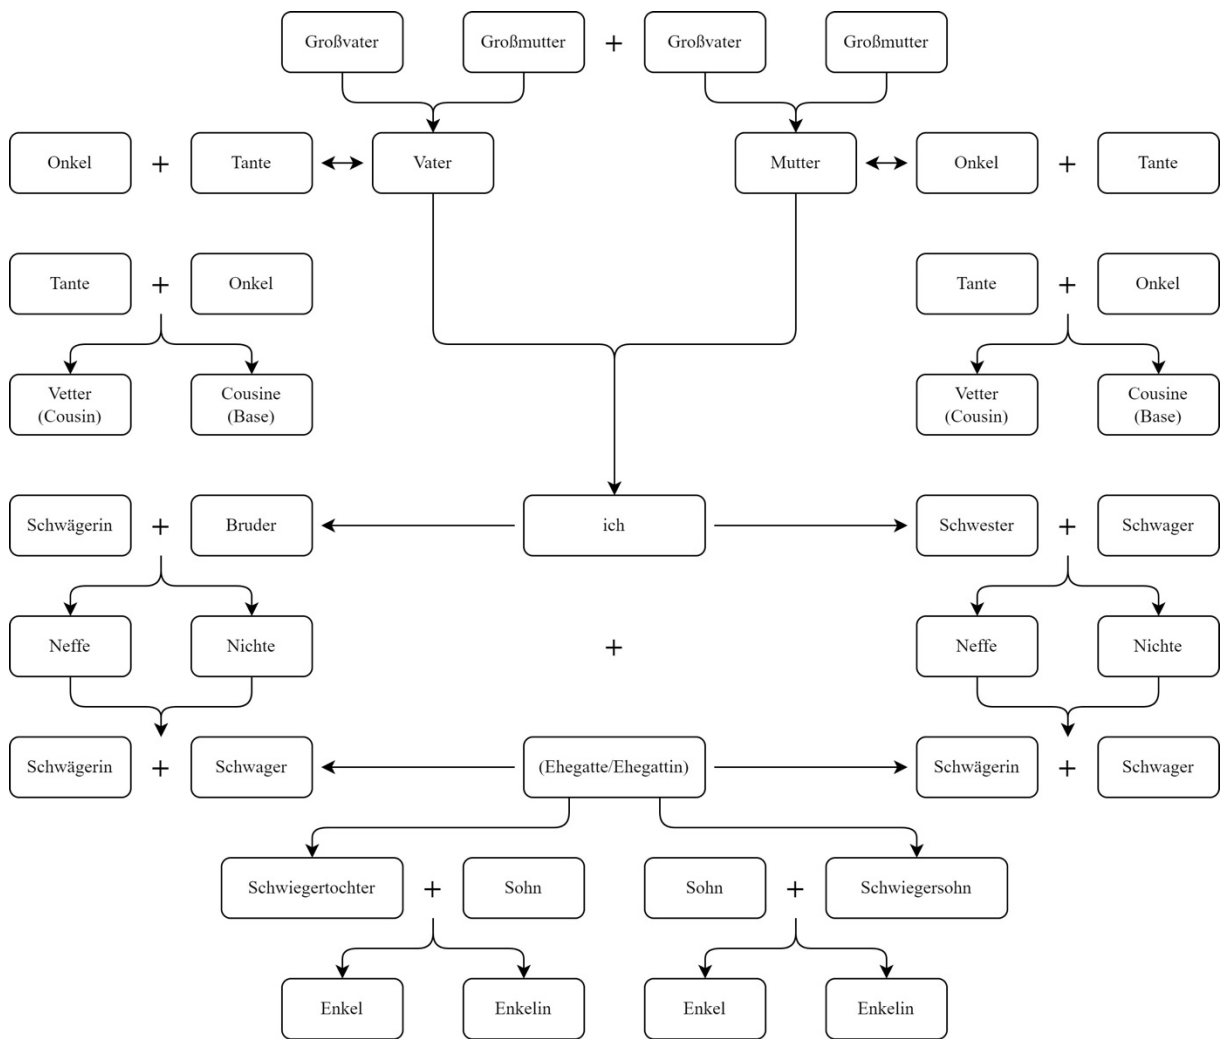 Großvater
Großmutter
+
Großvater
Großmutter
Onkel
+
Tante
Vater
Mutter
Onkel
+
Tante
Tante
+
Onkel
Tante
+
Onkel
Vetter
(Cousin)
Cousine
(Base)
Vetter
(Cousin)
Cousine
(Base)
Schwägerin
+
Bruder
ich
Schwester
+
Schwager
Neffe
Nichte
+
Neffe
Nichte
Schwägerin
+
Schwager
(Ehegatte/Ehegattin)
Schwägerin
+
Schwager
Schwiegertochter
+
Sohn
Sohn
+
Schwiegersohn
Enkel
Enkelin
Enkel
Enkelin